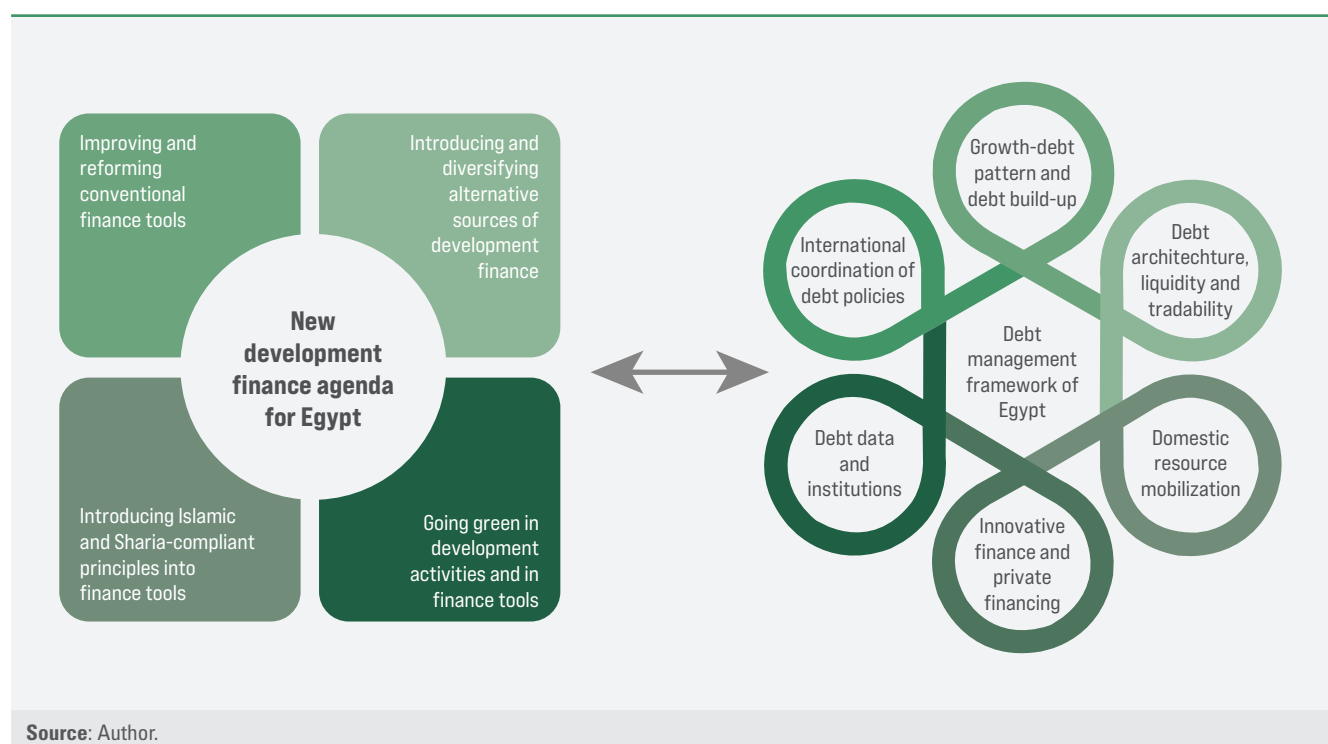 Improving and
reforming
conventional
finance tools
Introducing and
diversifying
alternative
sources of
development
finance
New
development
finance agenda
for Egypt
Introducing Islamic
and Sharia-compliant
principles into
finance tools
Going green in
development
activities and in
finance tools
Growth-debt
pattern and
debt build-up
International
coordination of
debt policies
Debt
architechture,
liquidity and
tradability
Debt
management
framework of
Egypt
Debt data
and
institutions
Domestic
resource
mobilization
Innovative
finance and
private
financing
Source: Author.